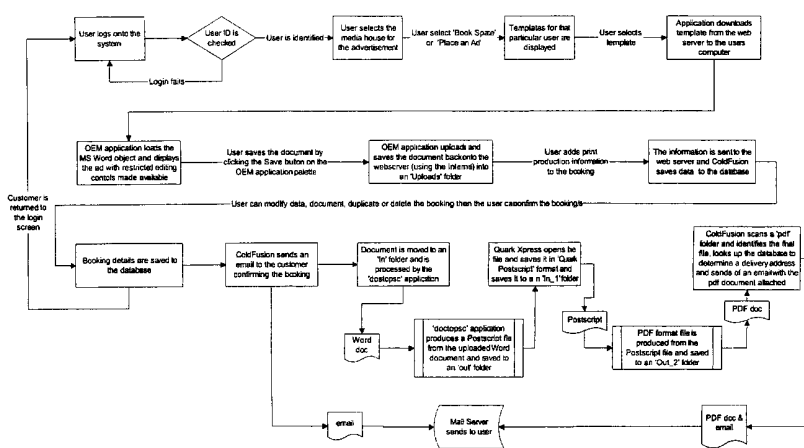 User logs onto the
system
User ID is
checked
User is identified
User selects the
media house for
the advertisement
User select 'Book Space'
or 'Place an Ad'
Templates for that
particular user are
displayed
User selects
template
Application downloads
template from the web
server to the users
computer
Login fails
OEM application loads the
MS Word object and displays
the ad with restricted editing
contols made available
User saves the document by
clicking the Save button on the
OEM application palette
OEM application uploads and
saves the document backonto the
webserver (using the Internet) into
an 'Uploads' folder
User adds print
production information to
the booking
The information is sent to the
web server and ColdFusion
saves data to the database
Customer is
returned to
the login
screen
User can modify data, document, duplicate or delete the booking then the user canconfirm the booking/s
Booking details are saved to
the database
ColdFusion sends an
email to the customer
confirming the booking
Document is moved to an
'In' folder and is
processed by the
'doctopsc' application
Quark Xpress opens the
file and saves it in 'Quark
Postscript' format and
saves it to a n 'In_1' folder
ColdFusion scans a 'pdf'
folder and identifies the final
file, looks up the database to
determine a delivery address
and sends of an email with the
pdf document attached
Word
doc
'doctopsc' application
produces a Postscript file
from the uploaded Word
document and saved to
an 'out' folder
Postscript
PDF format file is
produced from the
Postscript file and saved
to an 'Out_2' folder
PDF doc
email
Mail Server
sends to user
PDF doc &
email